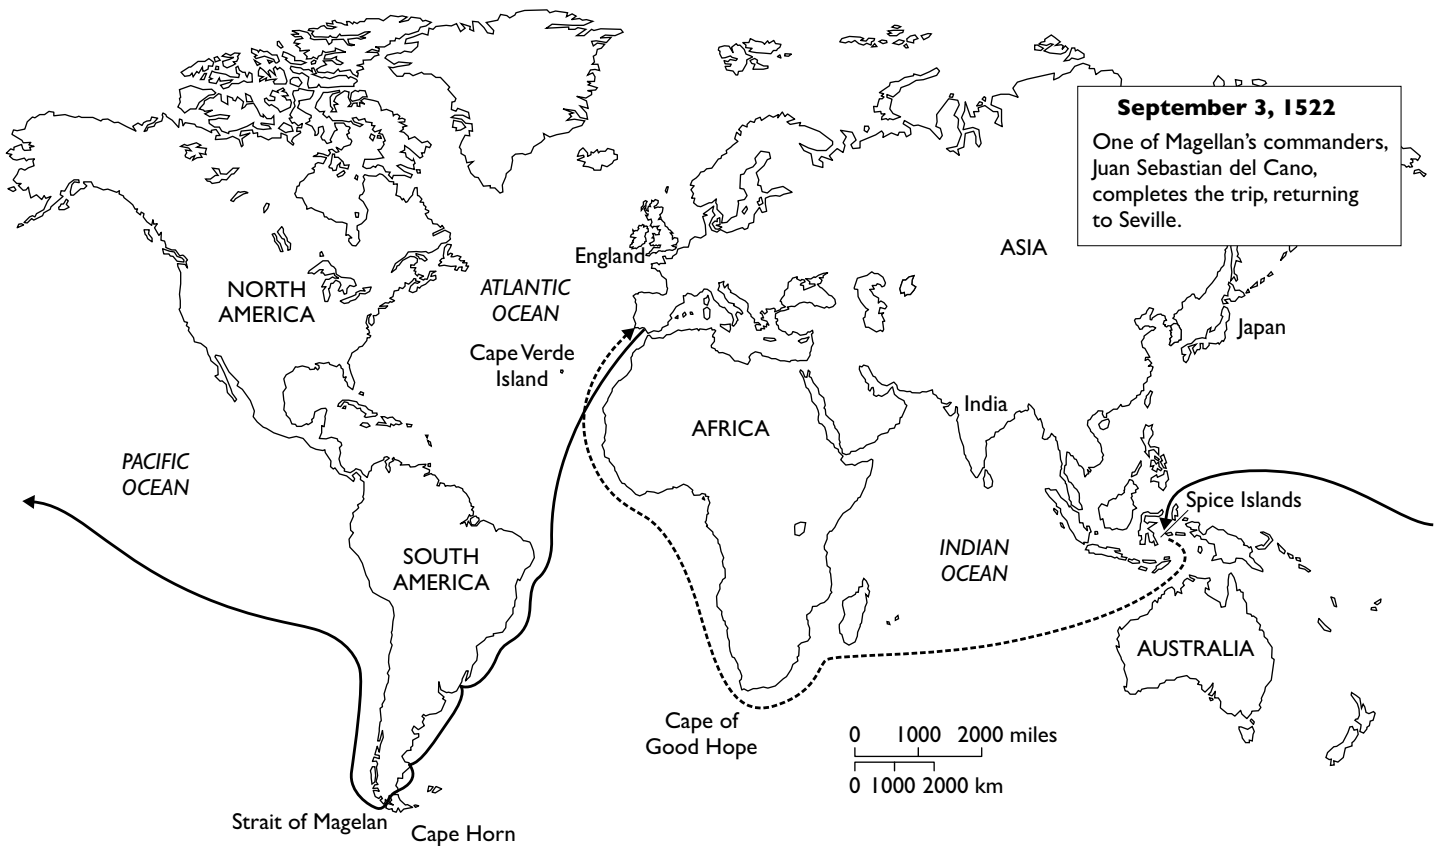 September 3, 1522
One of Magellan's commanders,
Juan Sebastian del Cano,
completes the trip, returning
to Seville.
ASIA
England
NORTH
AMERICA
ATLANTIC
OCEAN
Japan
Cape Verde
Island
India
AFRICA
PACIFIC
OCEAN
Spice Islands
SOUTH
AMERICA
INDIAN
OCEAN
AUSTRALIA
Cape of
Good Hope
0 1000 2000 miles
0 1000 2000 km
Strait of Magelan
Cape Horn